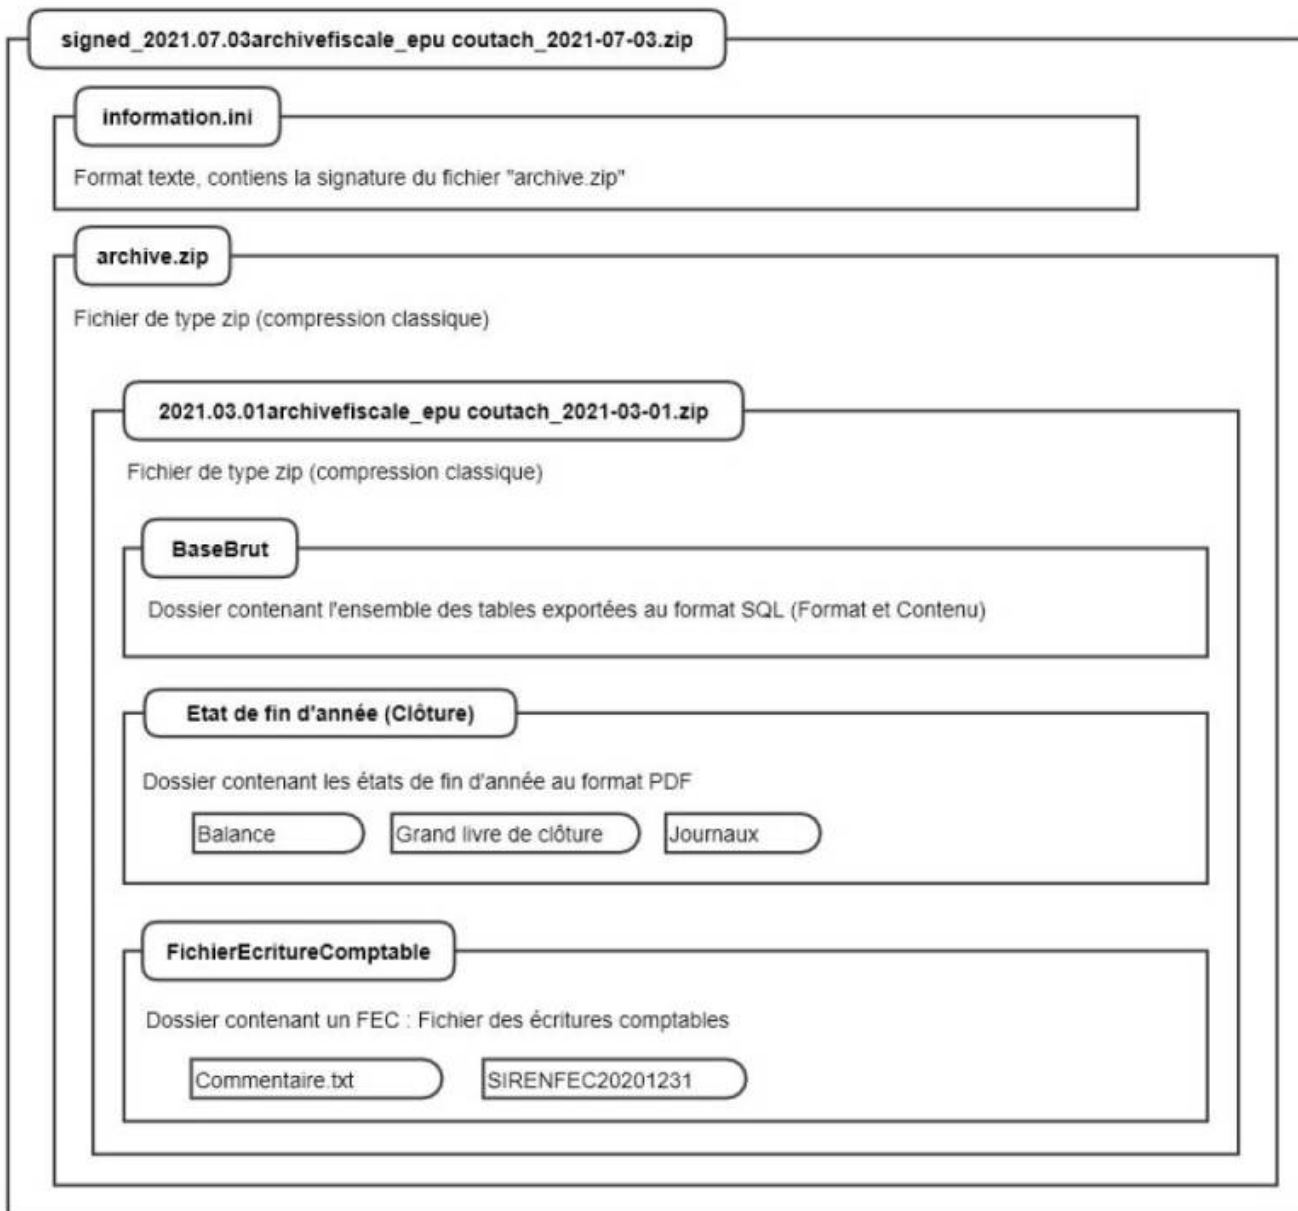 signed_2021.07.03archivefiscale_epu coutach_2021-07-03.zip
information.ini
Format texte, contiens la signature du fichier "archive.zip"
archive.zip
Fichier de type zip (compression classique)
2021.03.01archivefiscale_epu coutach_2021-03-01.zip
Fichier de type zip (compression classique)
BaseBrut
Dossier contenant l'ensemble des tables exportées au format SQL (Format et Contenu)
Etat de fin d'année (Clôture)
Dossier contenant les états de fin d'année au format PDF
Balance Grand livre de clôture Journaux
FichierEcritureComptable
Dossier contenant un FEC : Fichier des écritures comptables
Commentaire.txt SIRENFEC20201231